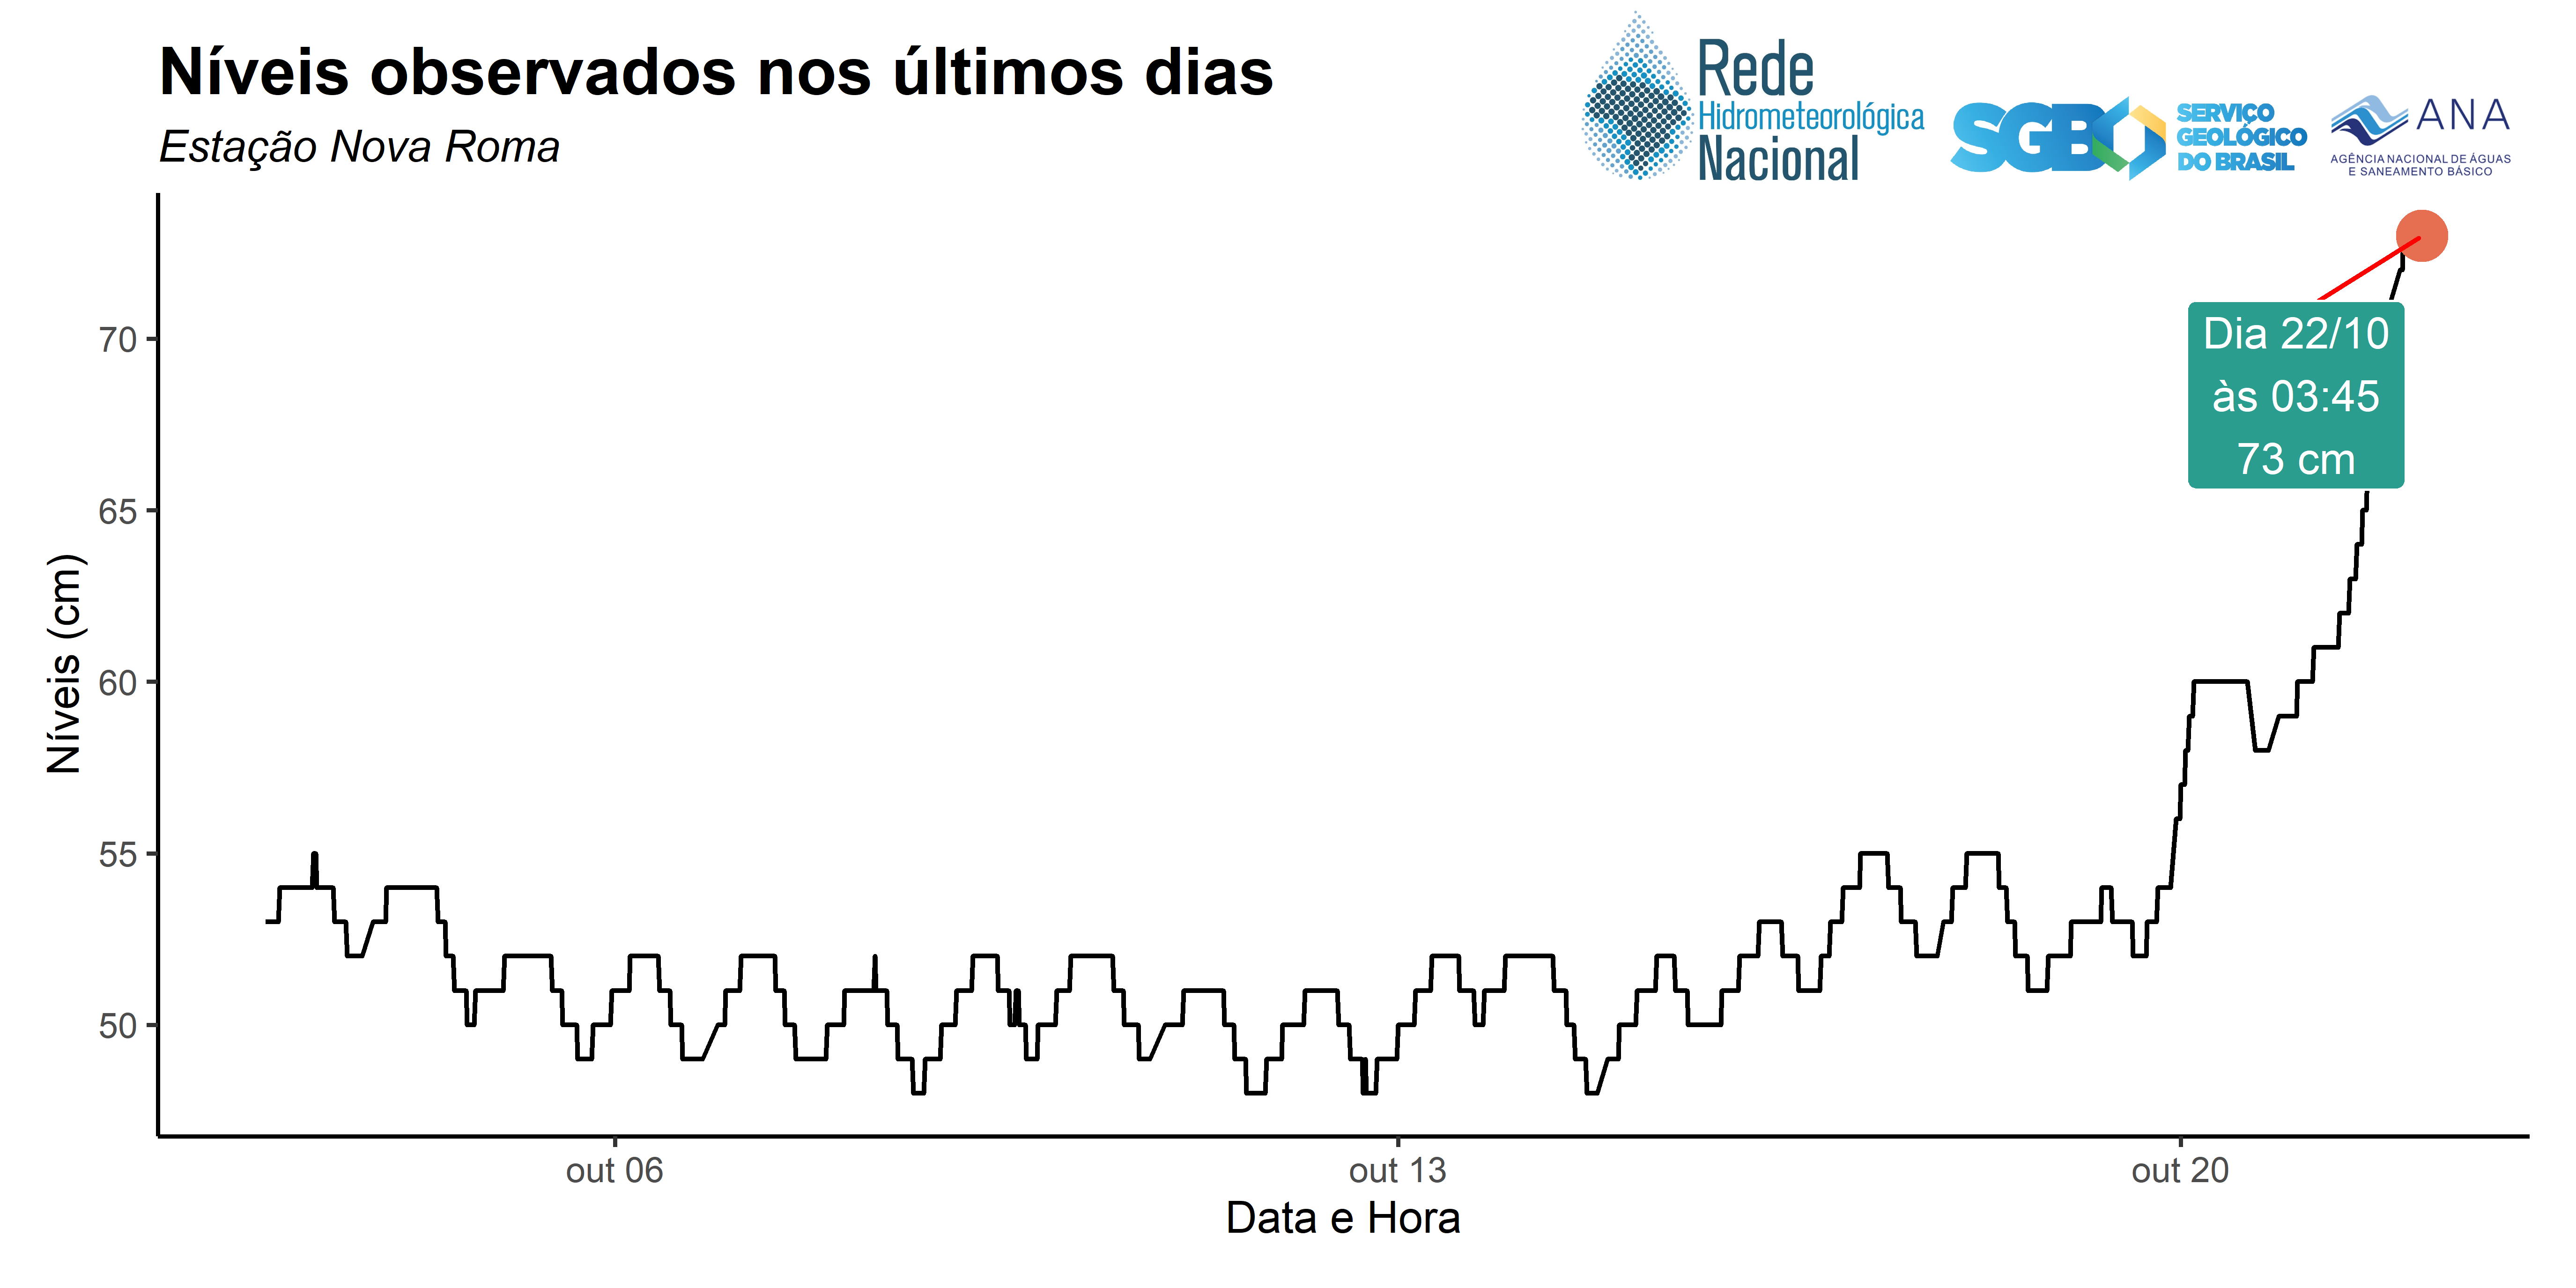 Níveis observados nos últimos dias
Estação Nova Roma
Rede
Hidrometeorológica
Nacional
SGB
SERVIÇO
GEOLÓGICO
DO BRASIL
ANA
AGÊNCIA NACIONAL DE ÁGUAS
E SANEAMENTO BÁSICO
Níveis (cm)
70
65
60
55
50
Dia 22/10
às 03:45
73 cm
out 06
out 13
out 20
Data e Hora